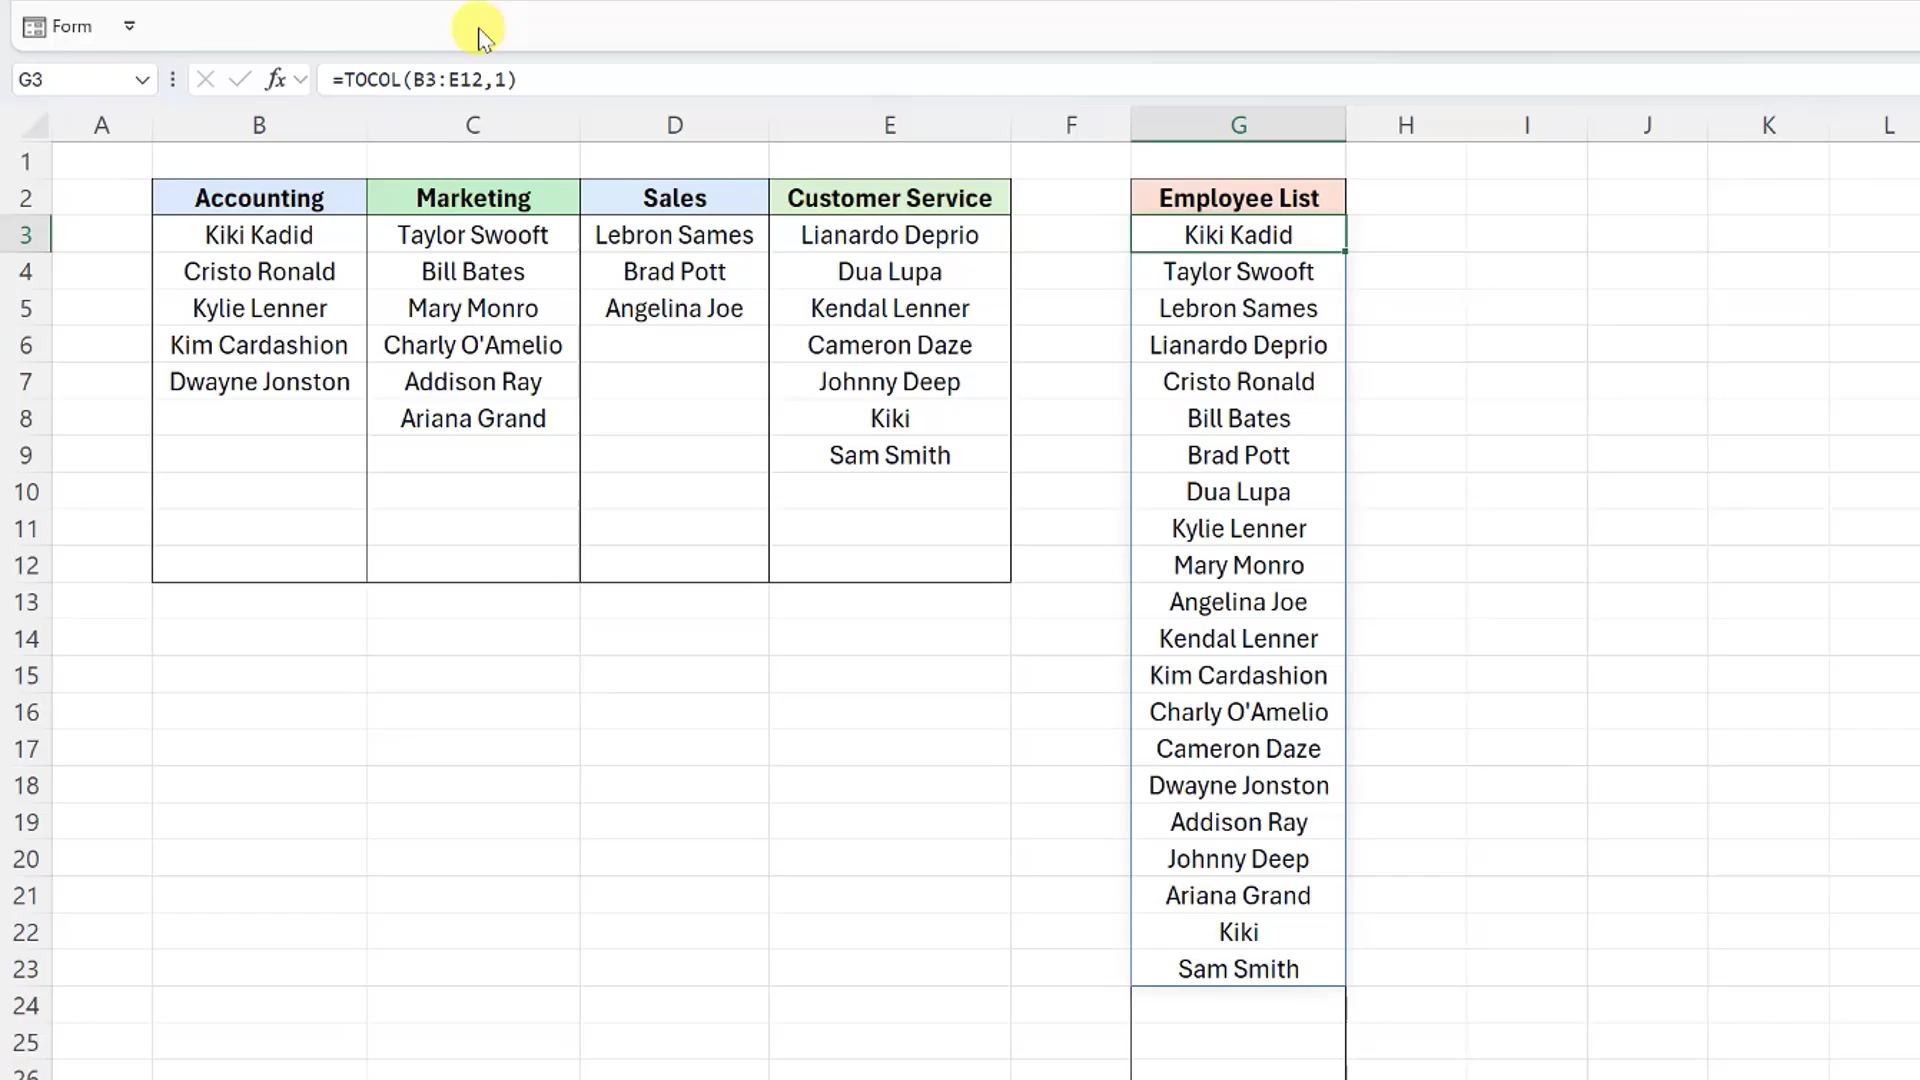 Form
G3 fx =TOCOL(B3:E12,1)
A B C D E F G H I J K L
1
2 Accounting Marketing Sales Customer Service Employee List
3 Kiki Kadid Taylor Swooft Lebron Sames Lianardo Deprio Kiki Kadid
4 Cristo Ronald Bill Bates Brad Pott Dua Lupa Taylor Swooft
5 Kylie Lenner Mary Monro Angelina Joe Kendal Lenner Lebron Sames
6 Kim Cardashion Charly O'Amelio Cameron Daze Lianardo Deprio
7 Dwayne Jonston Addison Ray Johnny Deep Cristo Ronald
8 Ariana Grand Kiki Bill Bates
9 Sam Smith Brad Pott
10 Dua Lupa
11 Kylie Lenner
12 Mary Monro
13 Angelina Joe
14 Kendal Lenner
15 Kim Cardashion
16 Charly O'Amelio
17 Cameron Daze
18 Dwayne Jonston
19 Addison Ray
20 Johnny Deep
21 Ariana Grand
22 Kiki
23 Sam Smith
24
25
26